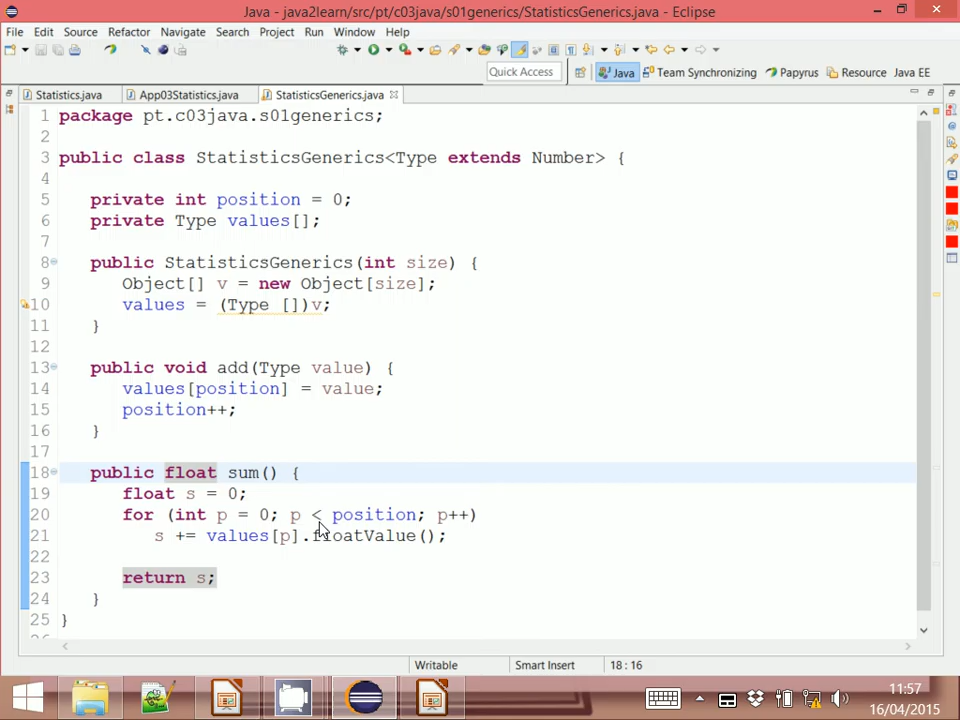 Java - java2learn/src/pt/c03java/s01generics/StatisticsGenerics.java - Eclipse
File Edit Source Refactor Navigate Search Project Run Window Help
Quick Access Java Team Synchronizing Papyrus Resource Java EE
Statistics.java App03Statistics.java StatisticsGenerics.java
1 package pt.c03java.s01generics;
2
3 public class StatisticsGenerics<Type extends Number> {
4
5 private int position = 0;
6 private Type values[];
7
8 public StatisticsGenerics(int size) {
9 Object[] v = new Object[size];
10 values = (Type [])v;
11 }
12
13 public void add(Type value) {
14 values[position] = value;
15 position++;
16 }
17
18 public float sum() {
19 float s = 0;
20 for (int p = 0; p < position; p++)
21 s += values[p].floatValue();
22
23 return s;
24 }
25 }
Writable Smart Insert 18 : 16
11:57
16/04/2015